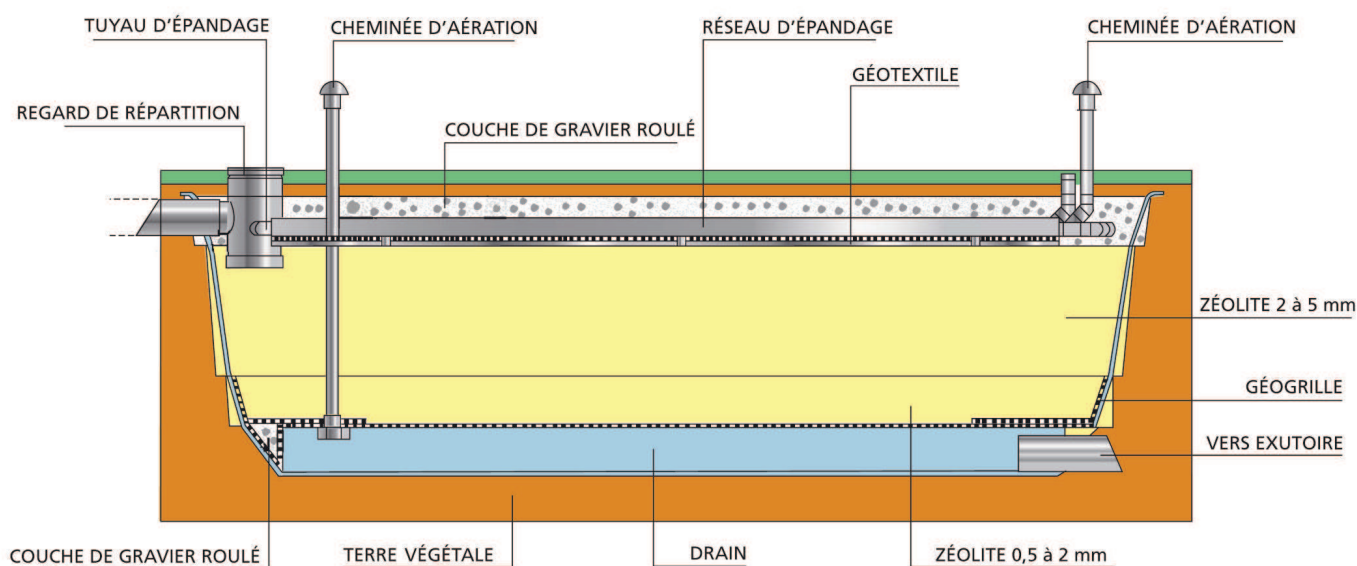 TUYAU D'ÉPANDAGE
CHEMINÉE D'AÉRATION
RÉSEAU D'ÉPANDAGE
CHEMINÉE D'AÉRATION
GÉOTEXTILE
REGARD DE RÉPARTITION
COUCHE DE GRAVIER ROULÉ
ZÉOLITE 2 à 5 mm
GÉOGRILLE
VERS EXUTOIRE
COUCHE DE GRAVIER ROULÉ
TERRE VÉGÉTALE
DRAIN
ZÉOLITE 0,5 à 2 mm